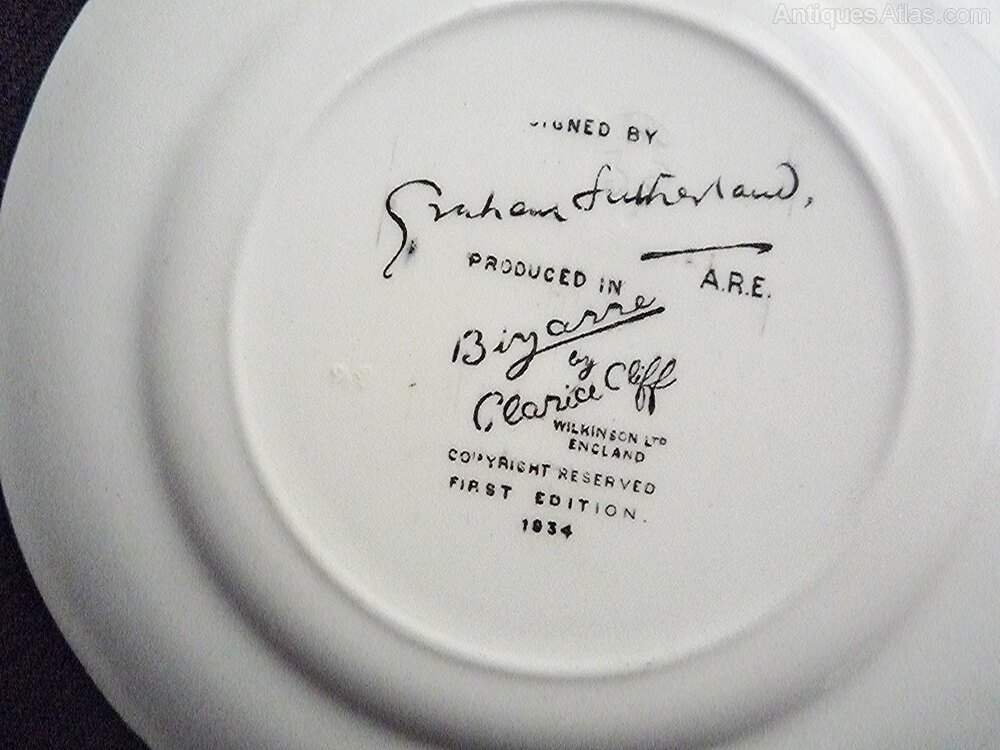 AntiquesAtlas.com
SIGNED BY
Graham Sutherland,
PRODUCED IN
A.R.E.
Bizarre
by
Clarice Cliff
WILKINSON LTD
ENGLAND
COPYRIGHT RESERVED
FIRST EDITION.
1934